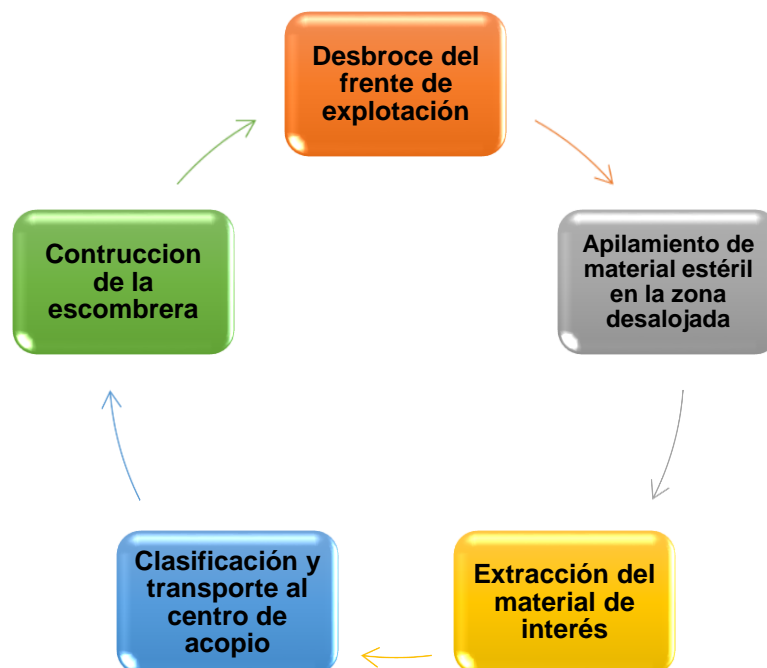 Desbroce del
frente de
explotación
Apilamiento de
material estéril
en la zona
desalojada
Extracción del
material de
interés
Clasificación y
transporte al
centro de
acopio
Contruccion
de la
escombrera